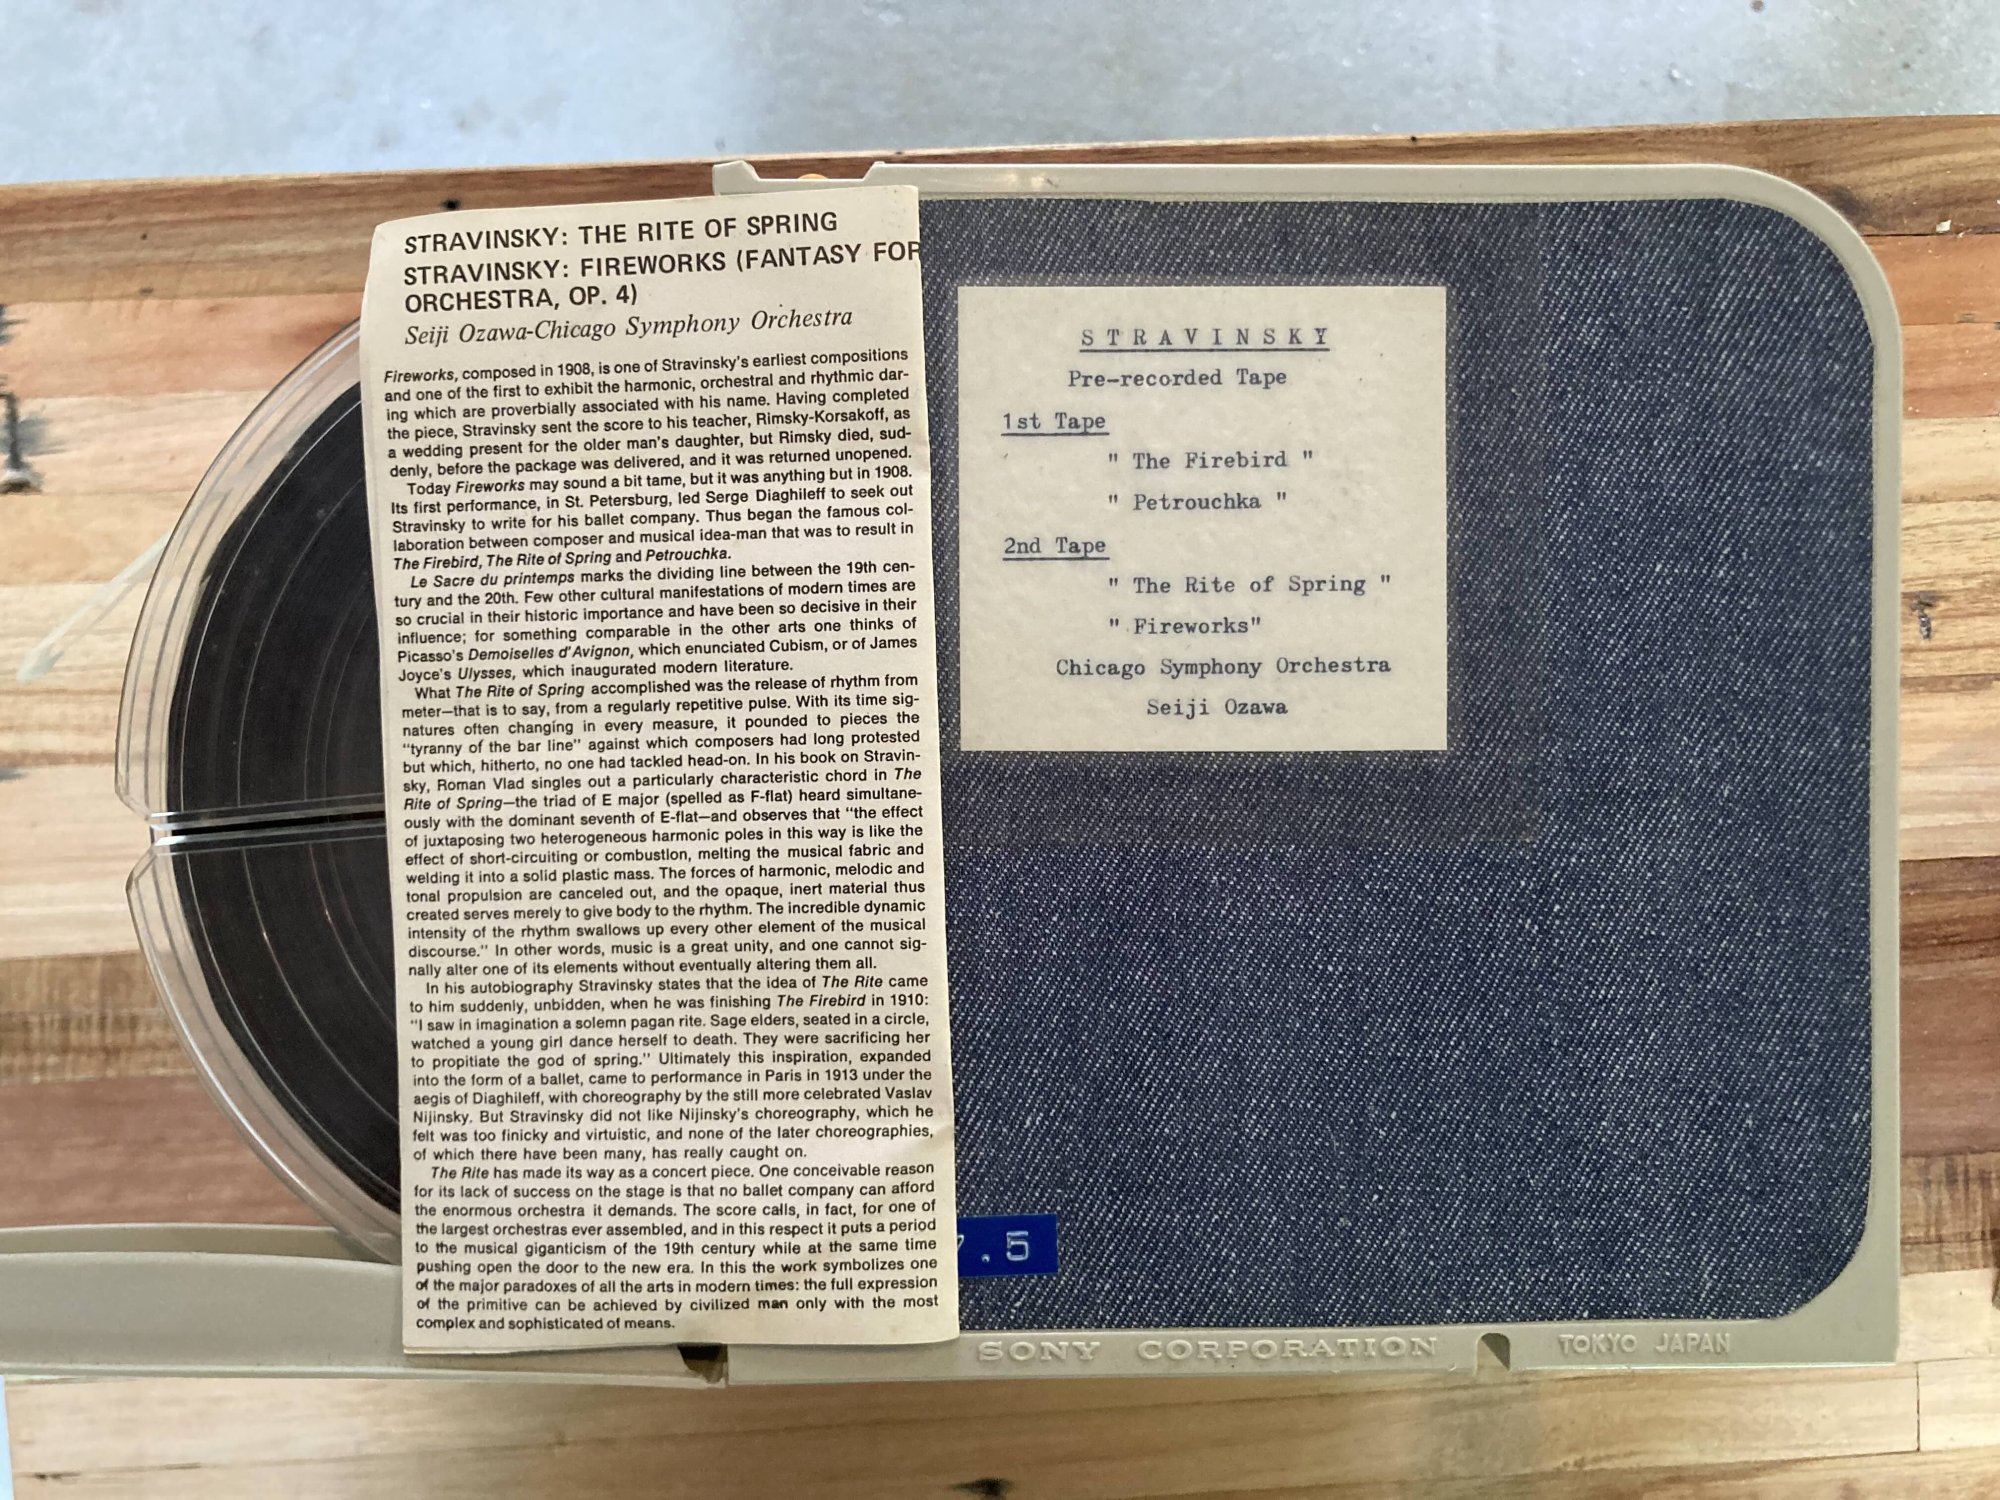 STRAVINSKY: THE RITE OF SPRING
STRAVINSKY: FIREWORKS (FANTASY FOR
ORCHESTRA, OP. 4)
Seiji Ozawa-Chicago Symphony Orchestra
Fireworks, composed in 1908, is one of Stravinsky's earliest compositions
and one of the first to exhibit the harmonic, orchestral and rhythmic dar-
ing which are proverbially associated with his name. Having completed
the piece, Stravinsky sent the score to his teacher, Rimsky-Korsakoff, as
a wedding present for the older man's daughter, but Rimsky died, sud-
denly, before the package was delivered, and it was returned unopened.
Today Fireworks may sound a bit tame, but it was anything but in 1908.
Its first performance, in St. Petersburg, led Serge Diaghileff to seek out
Stravinsky to write for his ballet company. Thus began the famous col-
laboration between composer and musical idea-man that was to result in
The Firebird, The Rite of Spring and Petrouchka.
Le Sacre du printemps marks the dividing line between the 19th cen-
tury and the 20th. Few other cultural manifestations of modern times are
so crucial in their historic importance and have been so decisive in their
influence; for something comparable in the other arts one thinks of
Picasso's Demoiselles d'Avignon, which enunciated Cubism, or of James
Joyce's Ulysses, which inaugurated modern literature.
What The Rite of Spring accomplished was the release of rhythm from
meter—that is to say, from a regularly repetitive pulse. With its time sig-
natures often changing in every measure, it pounded to pieces the
"tyranny of the bar line" against which composers had long protested
but which, hitherto, no one had tackled head-on. In his book on Stravin-
sky, Roman Vlad singles out a particularly characteristic chord in The
Rite of Spring—the triad of E major (spelled as F-flat) heard simultane-
ously with the dominant seventh of E-flat—and observes that "the effect
of juxtaposing two heterogeneous harmonic poles in this way is like the
effect of short-circuiting or combustion, melting the musical fabric and
welding it into a solid plastic mass. The forces of harmonic, melodic and
tonal propulsion are canceled out, and the opaque, inert material thus
created serves merely to give body to the rhythm. The incredible dynamic
intensity of the rhythm swallows up every other element of the musical
discourse." In other words, music is a great unity, and one cannot sig-
nally alter one of its elements without eventually altering them all.
In his autobiography Stravinsky states that the idea of The Rite came
to him suddenly, unbidden, when he was finishing The Firebird in 1910:
"I saw in imagination a solemn pagan rite. Sage elders, seated in a circle,
watched a young girl dance herself to death. They were sacrificing her
to propitiate the god of spring." Ultimately this inspiration, expanded
into the form of a ballet, came to performance in Paris in 1913 under the
aegis of Diaghileff, with choreography by the still more celebrated Vaslav
Nijinsky. But Stravinsky did not like Nijinsky's choreography, which he
felt was too finicky and virtuistic, and none of the later choreographies,
of which there have been many, has really caught on.
The Rite has made its way as a concert piece. One conceivable reason
for its lack of success on the stage is that no ballet company can afford
the enormous orchestra it demands. The score calls, in fact, for one of
the largest orchestras ever assembled, and in this respect it puts a period
to the musical giganticism of the 19th century while at the same time
pushing open the door to the new era. In this the work symbolizes one
of the major paradoxes of all the arts in modern times: the full expression
of the primitive can be achieved by civilized man only with the most
complex and sophisticated of means.
STRAVINSKY
Pre-recorded Tape
1st Tape
" The Firebird "
" Petrouchka "
2nd Tape
" The Rite of Spring "
" Fireworks"
Chicago Symphony Orchestra
Seiji Ozawa
7.5
SONY CORPORATION TOKYO JAPAN